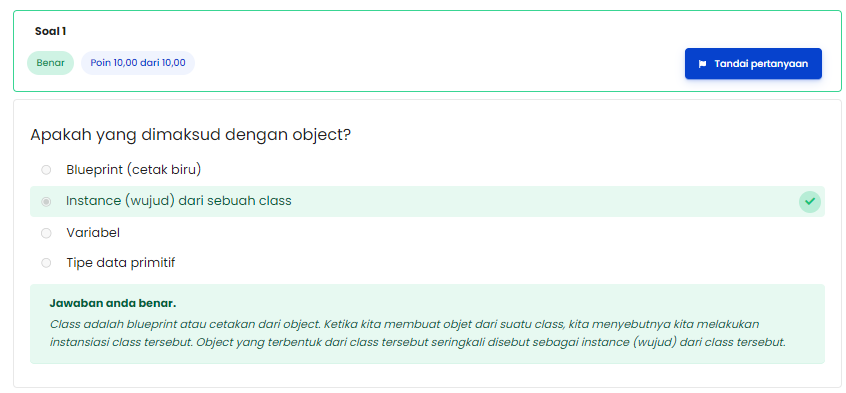 Soal 1
Benar
Poin 10,00 dari 10,00
Tandai pertanyaan
Apakah yang dimaksud dengan object?
Blueprint (cetak biru)
Instance (wujud) dari sebuah class
Variabel
Tipe data primitif
Jawaban anda benar.
Class adalah blueprint atau cetakan dari object. Ketika kita membuat objet dari suatu class, kita menyebutnya kita melakukan
instansiasi class tersebut. Object yang terbentuk dari class tersebut seringkali disebut sebagai instance (wujud) dari class tersebut.